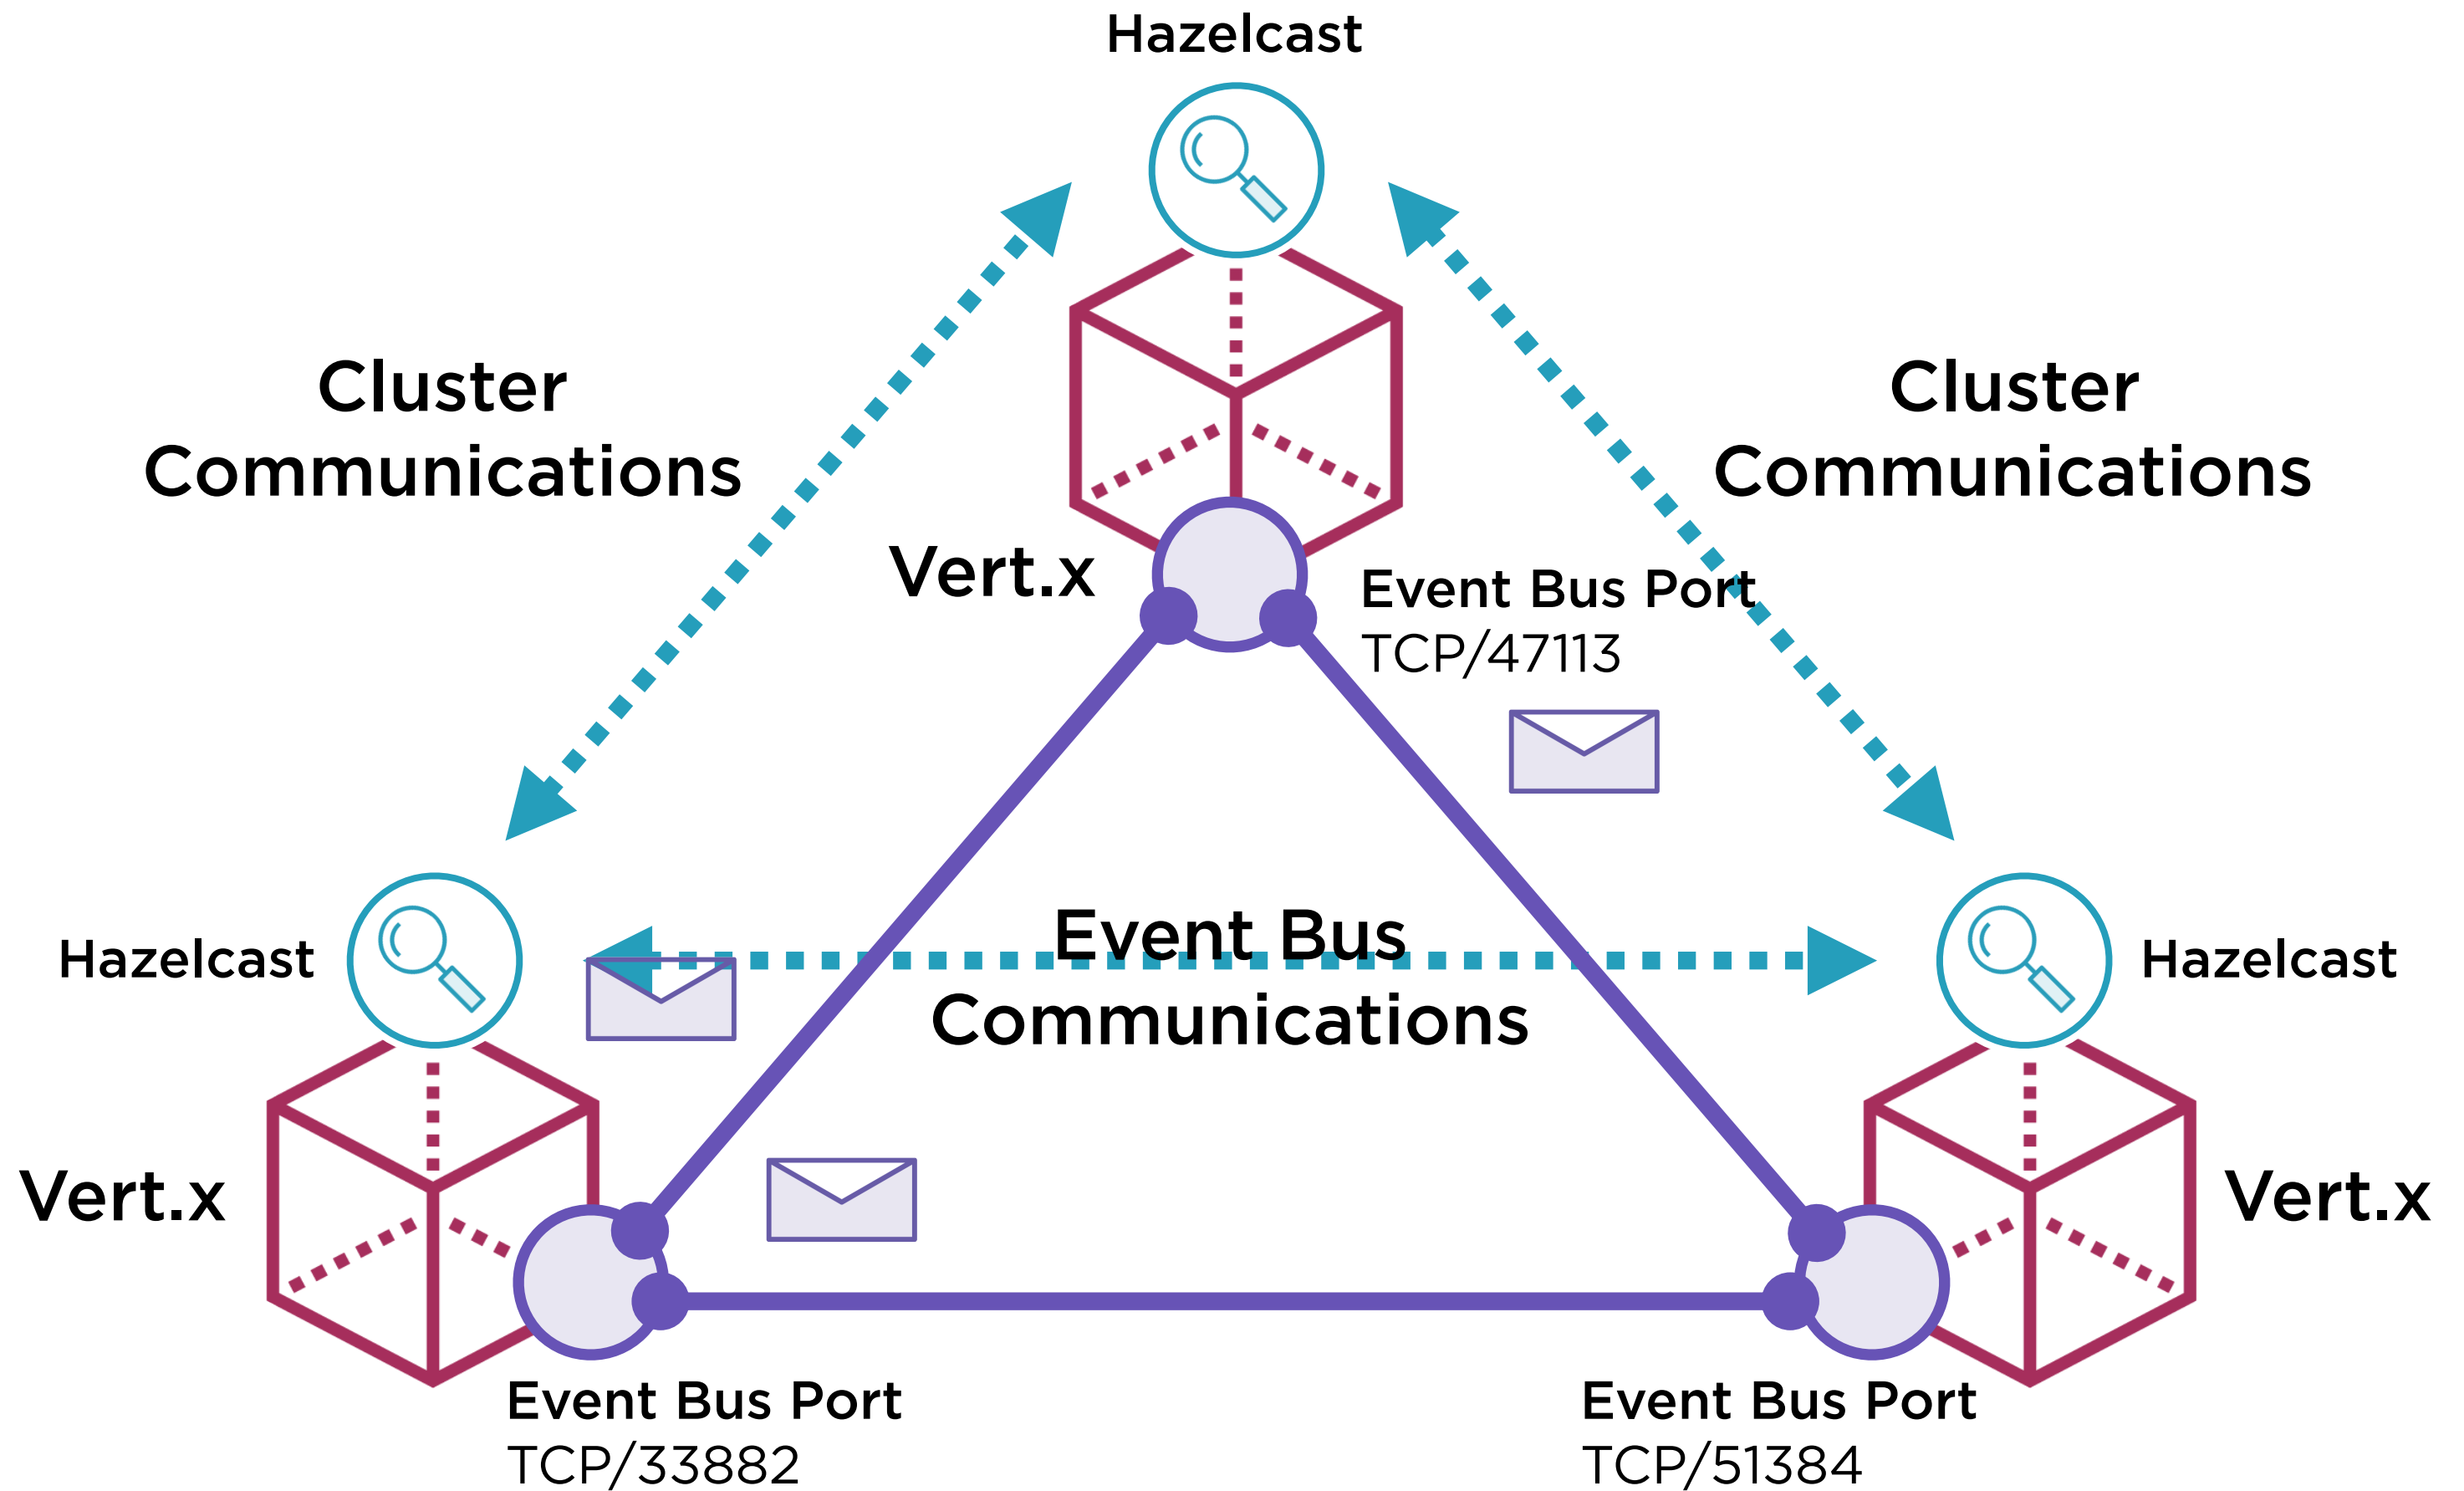 Hazelcast
Cluster
Communications
Cluster
Communications
Vert.x
Event Bus Port
TCP/47113
Hazelcast
Event Bus
Communications
Hazelcast
Vert.x
Vert.x
Event Bus Port
TCP/33882
Event Bus Port
TCP/51384